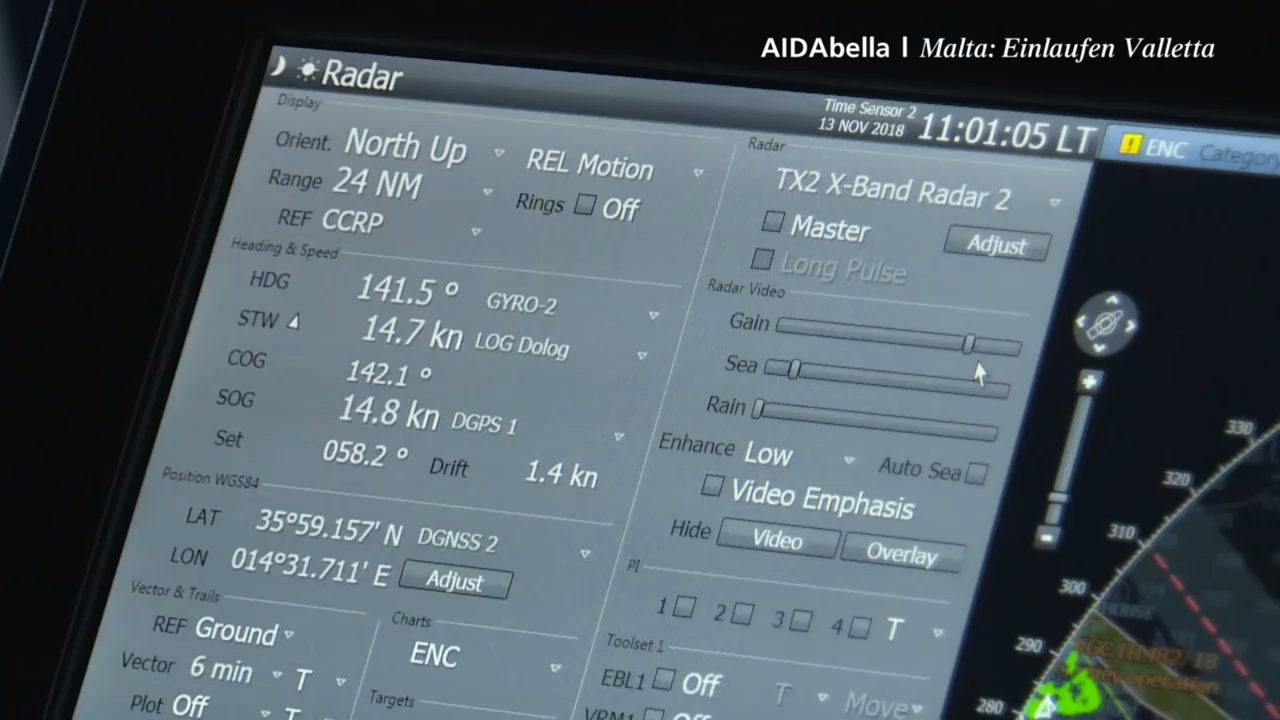 AIDAbella | Malta: Einlaufen Valletta
Radar
Time Sensor 2
13 NOV 2018 11:01:05 LT
ENC Category
Display
Orient. North Up REL Motion
Range 24 NM Rings Off
REF CCRP
Heading & Speed
HDG 141.5 ° GYRO-2
STW 14.7 kn LOG Dolog
COG 142.1 °
SOG 14.8 kn DGPS 1
Set 058.2 ° Drift 1.4 kn
Position WGS84
LAT 35°59.157' N DGNSS 2
LON 014°31.711' E Adjust
Vector & Trails
REF Ground
Vector 6 min T
Plot Off T
Charts
ENC
Targets
Radar
TX2 X-Band Radar 2
Master Adjust
Long Pulse
Radar Video
Gain
Sea
Rain
Enhance Low Auto Sea
Video Emphasis
Hide Video Overlay
PI
1 2 3 4 T
Toolset 1
EBL1 Off T Move
VRM1 Off
330
320
310
300
290
280